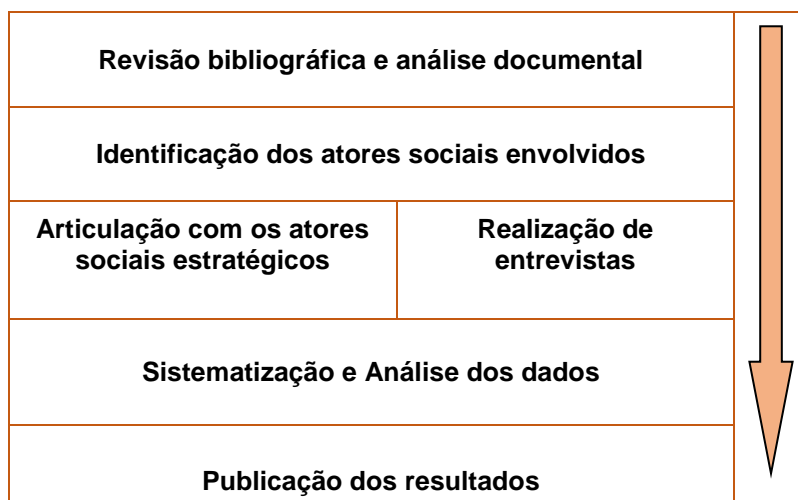 Revisão bibliográfica e análise documental
Identificação dos atores sociais envolvidos
Articulação com os atores
sociais estratégicos
Realização de
entrevistas
Sistematização e Análise dos dados
Publicação dos resultados